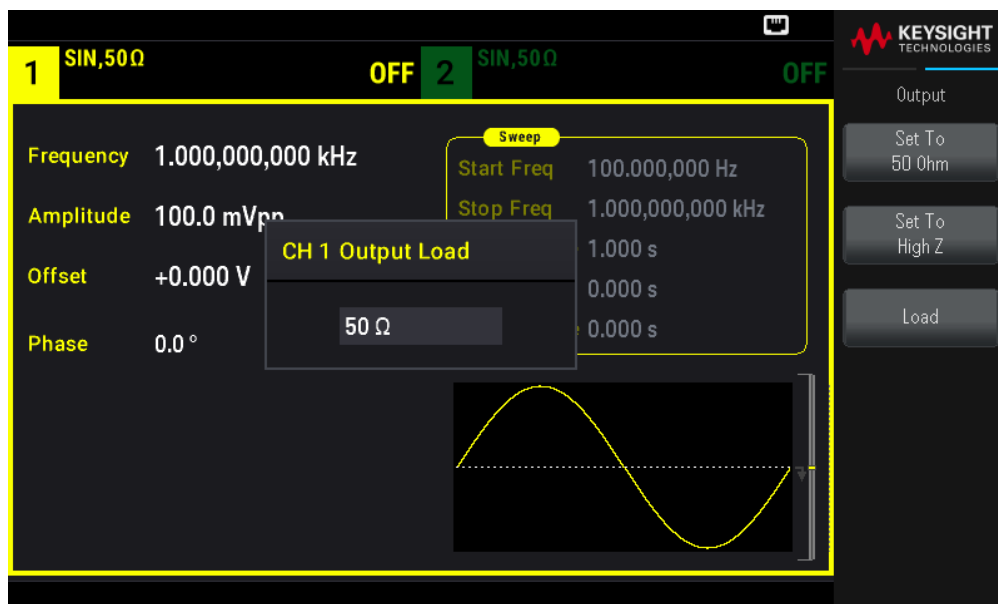 KEYSIGHT
TECHNOLOGIES
1 SIN,50Ω OFF
2 SIN,50Ω OFF
Output
Set To
50 Ohm
Set To
High Z
Load
Frequency 1.000,000,000 kHz
Amplitude 100.0 mVpp
Offset +0.000 V
Phase 0.0 °
Sweep
Start Freq 100.000,000 Hz
Stop Freq 1.000,000,000 kHz
1.000 s
0.000 s
0.000 s
CH 1 Output Load
50 Ω